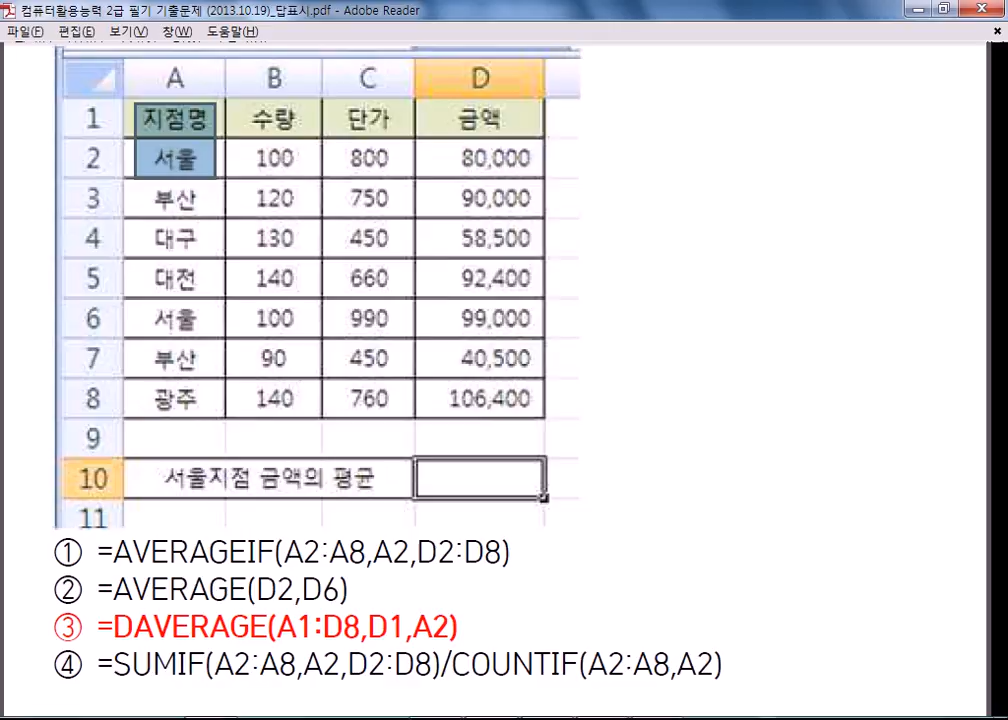 컴퓨터활용능력 2급 필기 기출문제 (2013.10.19)_답표시.pdf - Adobe Reader
파일(F) 편집(E) 보기(V) 창(W) 도움말(H)
A B C D
1 지점명 수량 단가 금액
2 서울 100 800 80,000
3 부산 120 750 90,000
4 대구 130 450 58,500
5 대전 140 660 92,400
6 서울 100 990 99,000
7 부산 90 450 40,500
8 광주 140 760 106,400
9
10 서울지점 금액의 평균
11
① =AVERAGEIF(A2:A8,A2,D2:D8)
② =AVERAGE(D2,D6)
③ =DAVERAGE(A1:D8,D1,A2)
④ =SUMIF(A2:A8,A2,D2:D8)/COUNTIF(A2:A8,A2)